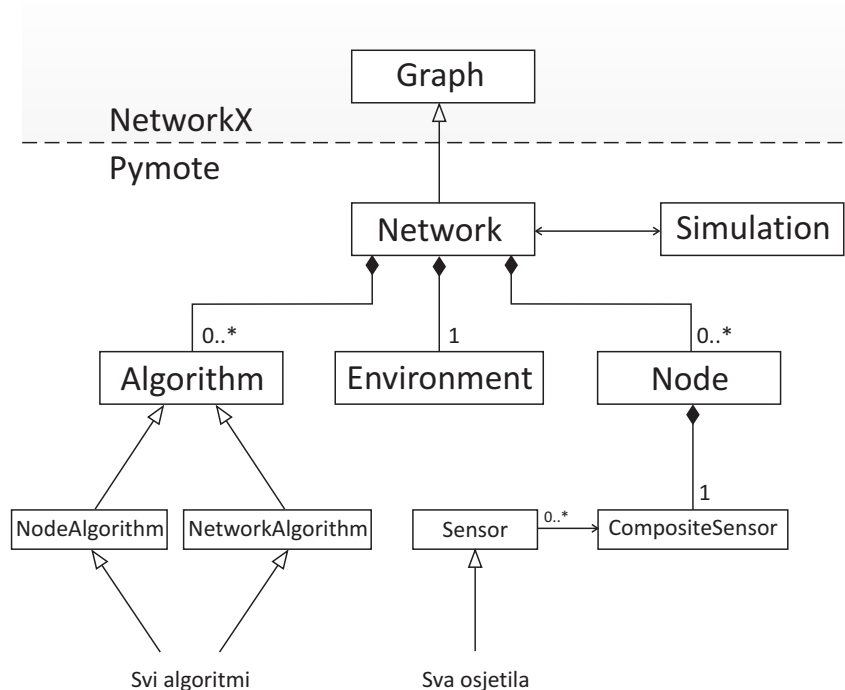 Graph
NetworkX
Pymote
Network
Simulation
0..*
1
0..*
Algorithm
Environment
Node
1
NodeAlgorithm
NetworkAlgorithm
Sensor
0..*
CompositeSensor
Svi algoritmi
Sva osjetila